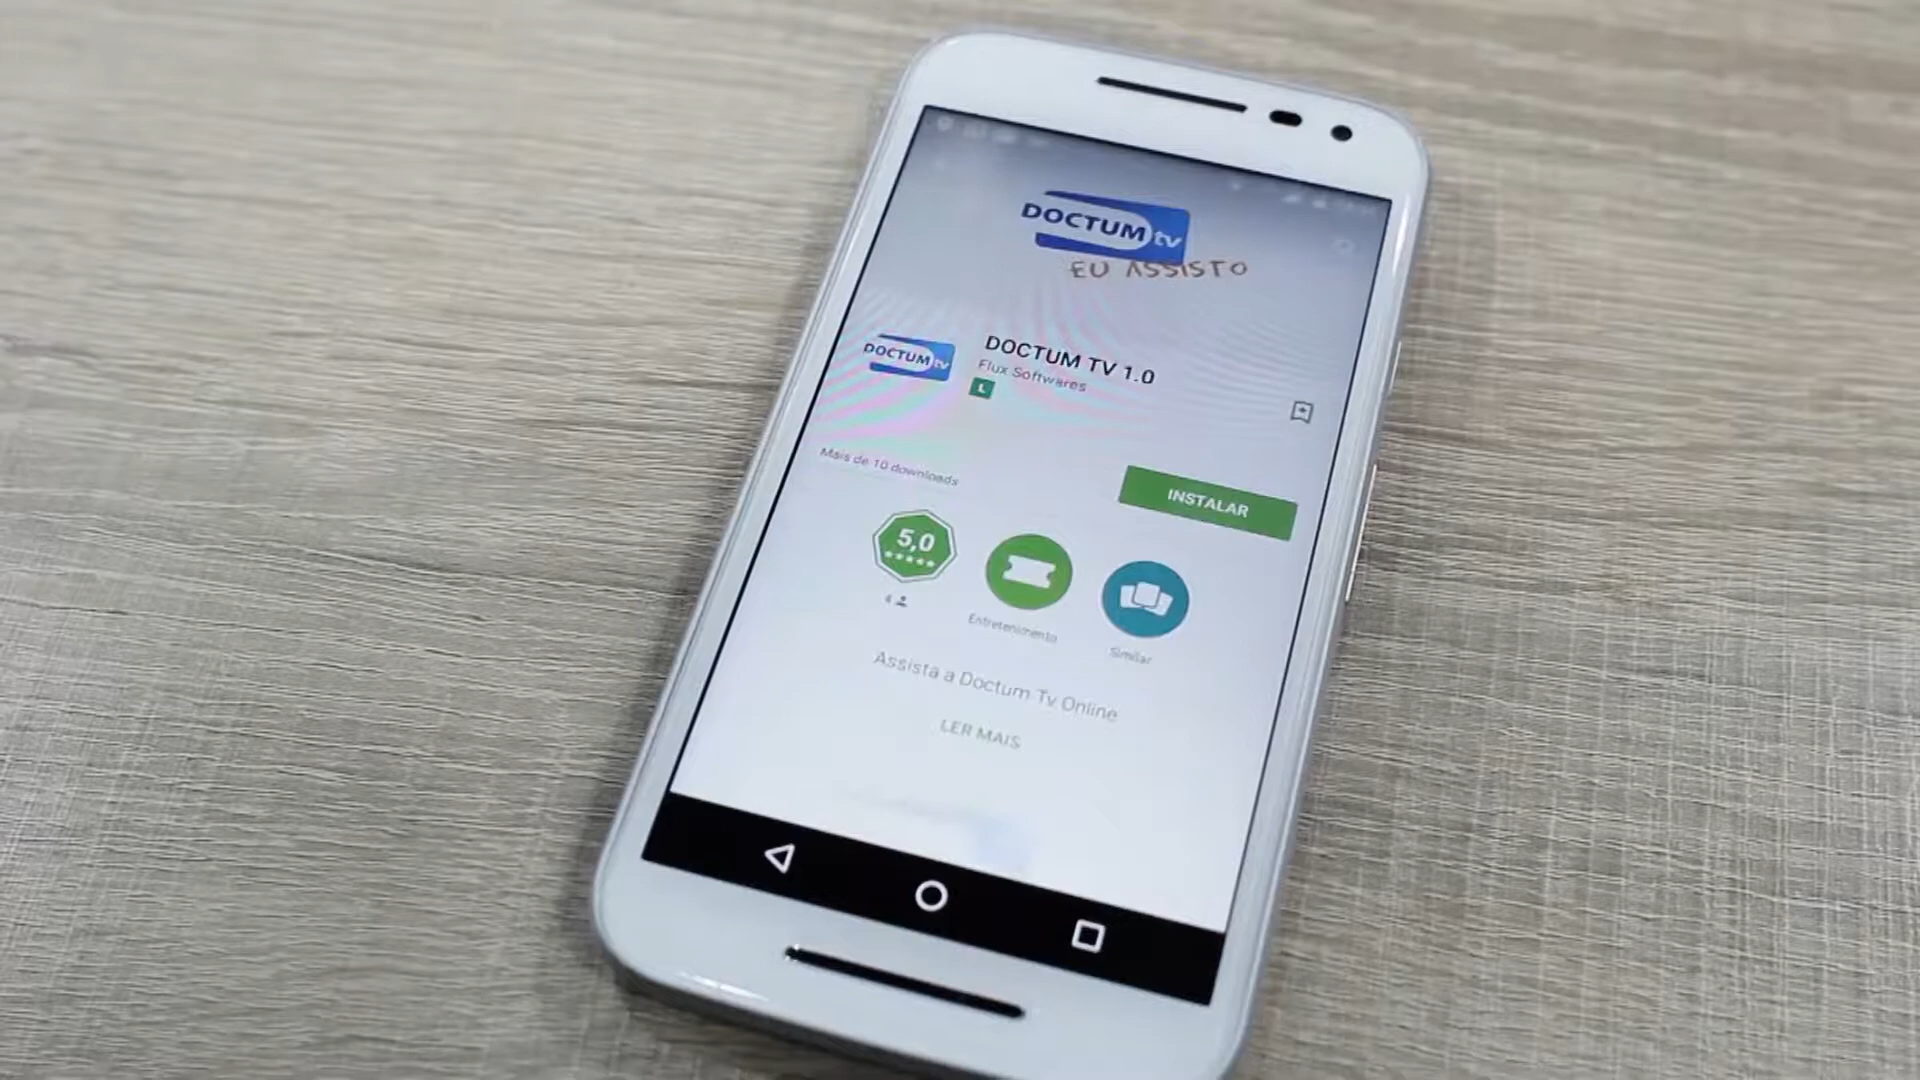 DOCTUM tv
EU ASSISTO
DOCTUM tv
DOCTUM TV 1.0
Flux Softwares
L
Mais de 10 downloads
INSTALAR
5,0
4
Entretenimento
Similar
Assista a Doctum Tv Online
LER MAIS